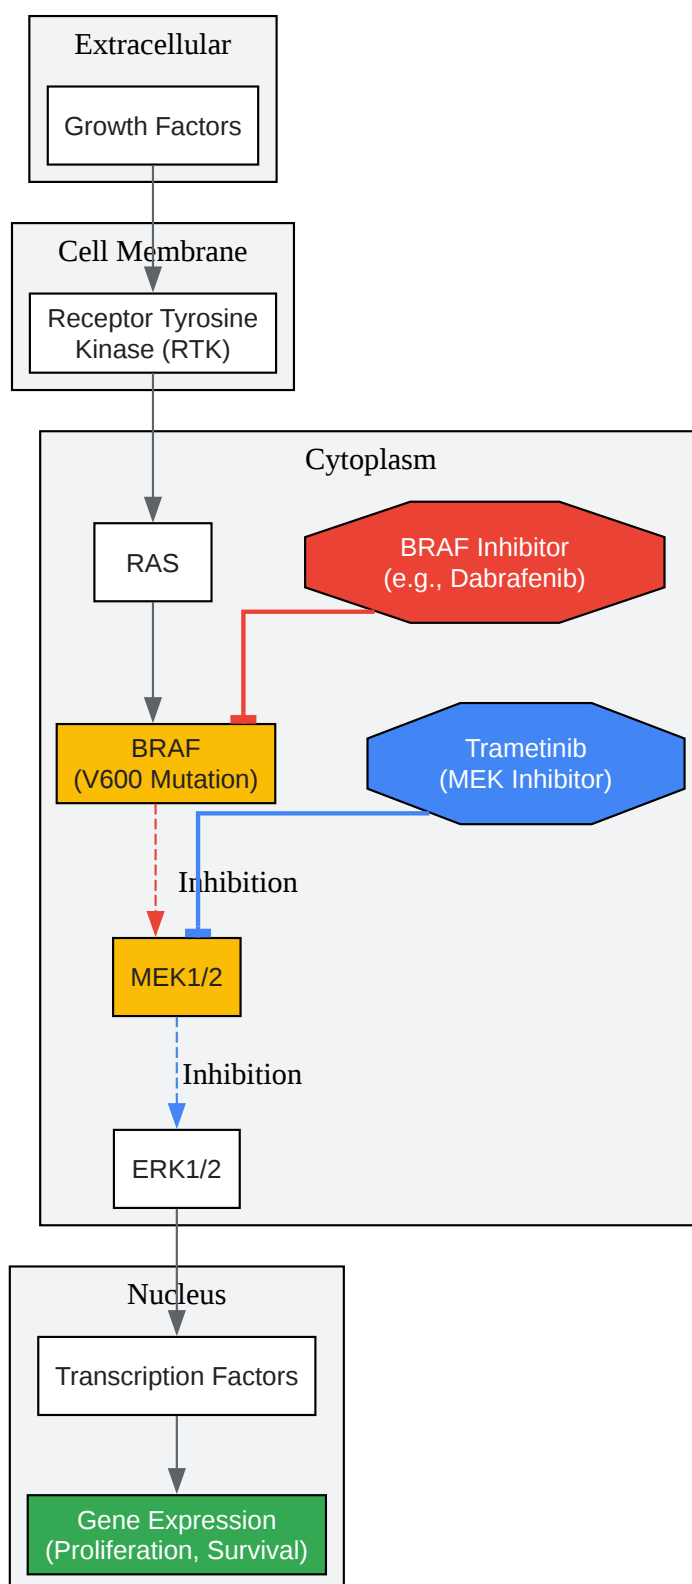 Extracellular
Growth Factors
Cell Membrane
Receptor Tyrosine
Kinase (RTK)
Cytoplasm
RAS
BRAF Inhibitor
(e.g., Dabrafenib)
BRAF
(V600 Mutation)
Trametinib
(MEK Inhibitor)
Inhibition
MEK1/2
Inhibition
ERK1/2
Nucleus
Transcription Factors
Gene Expression
(Proliferation, Survival)